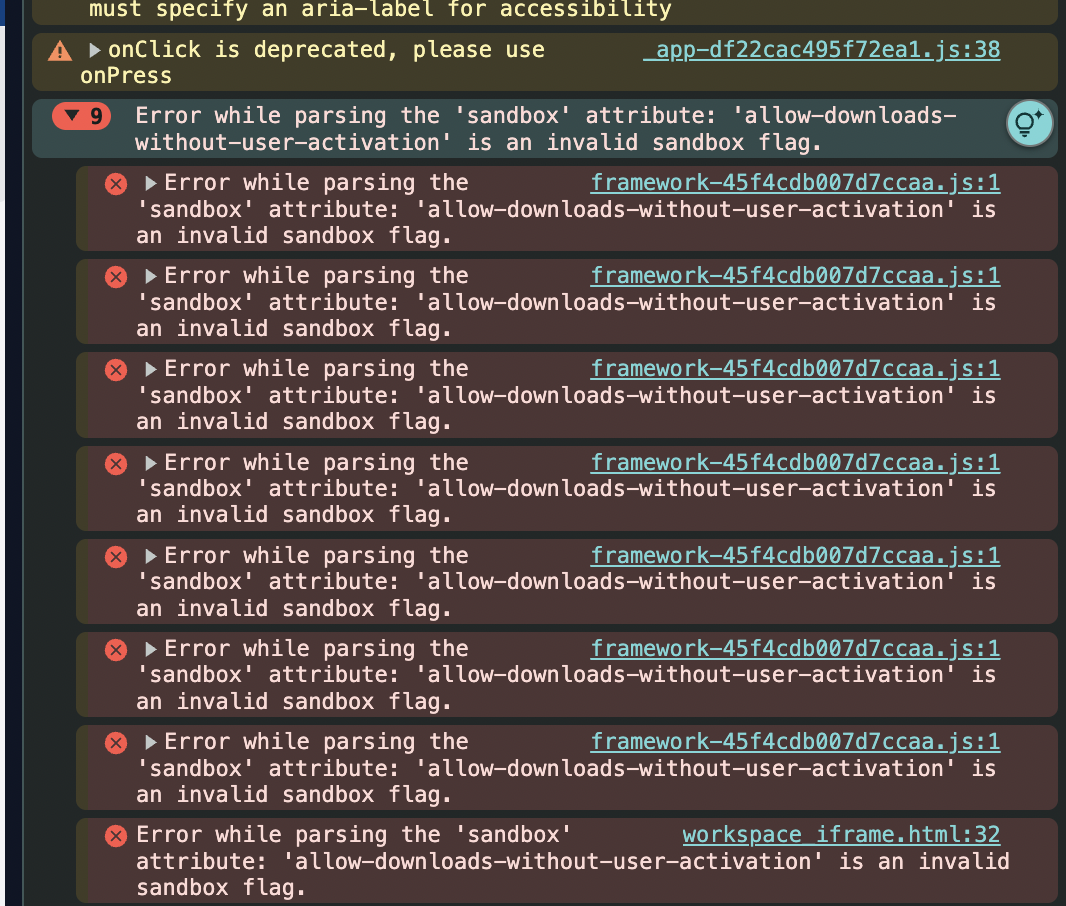 must specify an aria-label for accessibility
onClick is deprecated, please use _app-df22cac495f72ea1.js:38
onPress
9 Error while parsing the 'sandbox' attribute: 'allow-downloads-
without-user-activation' is an invalid sandbox flag.
Error while parsing the framework-45f4cdb007d7ccaa.js:1
'sandbox' attribute: 'allow-downloads-without-user-activation' is
an invalid sandbox flag.
Error while parsing the framework-45f4cdb007d7ccaa.js:1
'sandbox' attribute: 'allow-downloads-without-user-activation' is
an invalid sandbox flag.
Error while parsing the framework-45f4cdb007d7ccaa.js:1
'sandbox' attribute: 'allow-downloads-without-user-activation' is
an invalid sandbox flag.
Error while parsing the framework-45f4cdb007d7ccaa.js:1
'sandbox' attribute: 'allow-downloads-without-user-activation' is
an invalid sandbox flag.
Error while parsing the framework-45f4cdb007d7ccaa.js:1
'sandbox' attribute: 'allow-downloads-without-user-activation' is
an invalid sandbox flag.
Error while parsing the framework-45f4cdb007d7ccaa.js:1
'sandbox' attribute: 'allow-downloads-without-user-activation' is
an invalid sandbox flag.
Error while parsing the framework-45f4cdb007d7ccaa.js:1
'sandbox' attribute: 'allow-downloads-without-user-activation' is
an invalid sandbox flag.
Error while parsing the 'sandbox' workspace_iframe.html:32
attribute: 'allow-downloads-without-user-activation' is an invalid
sandbox flag.